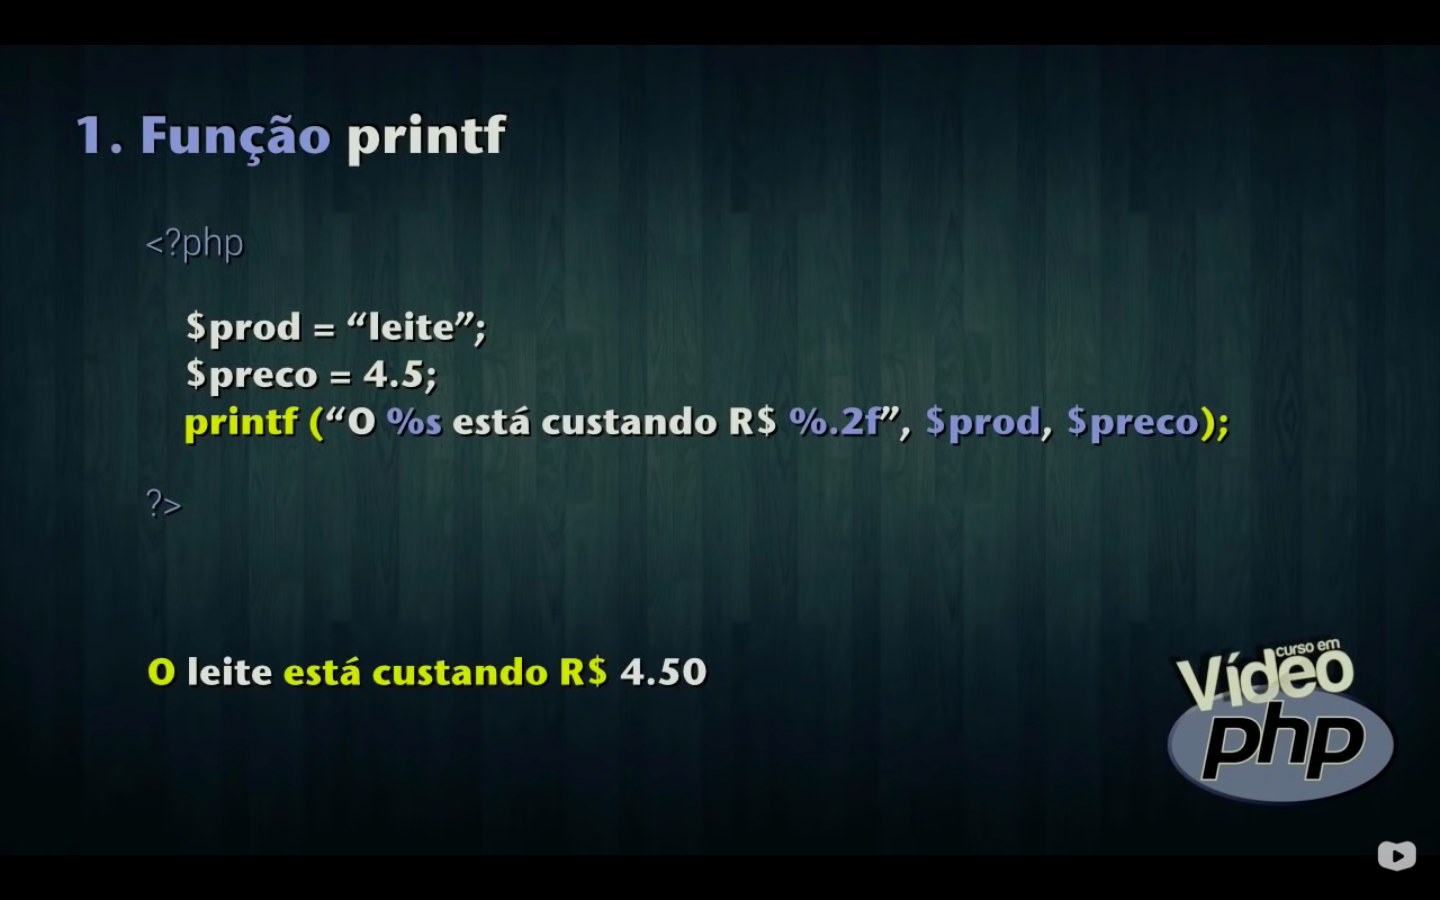 1. Função printf
<?php
$prod = “leite”;
$preco = 4.5;
printf (“O %s está custando R$ %.2f”, $prod, $preco);
?>
O leite está custando R$ 4.50
curso em
Vídeo
php